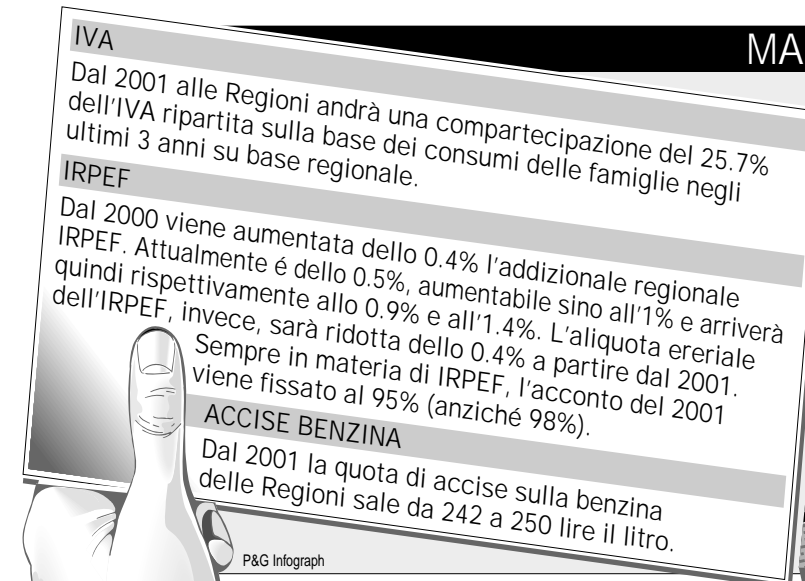 MA
IVA
Dal 2001 alle Regioni andrà una compartecipazione del 25.7%
dell'IVA ripartita sulla base dei consumi delle famiglie negli
ultimi 3 anni su base regionale.
IRPEF
Dal 2000 viene aumentata dello 0.4% l'addizionale regionale
IRPEF. Attualmente é dello 0.5%, aumentabile sino all'1% e arriverà
quindi rispettivamente allo 0.9% e all'1.4%. L'aliquota ereriale
dell'IRPEF, invece, sarà ridotta dello 0.4% a partire dal 2001.
Sempre in materia di IRPEF, l'acconto del 2001
viene fissato al 95% (anziché 98%).
ACCISE BENZINA
Dal 2001 la quota di accise sulla benzina
delle Regioni sale da 242 a 250 lire il litro.
P&G Infograph